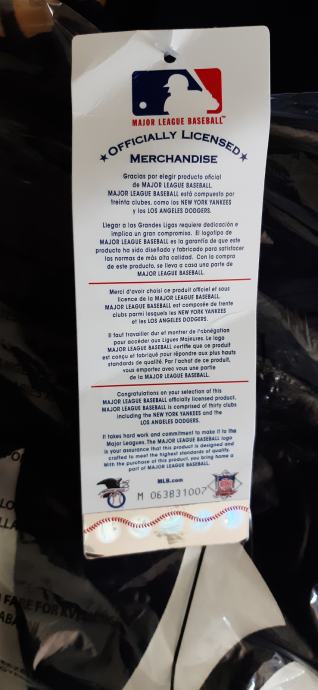 MAJOR LEAGUE BASEBALL™
★OFFICIALLY LICENSED★
MERCHANDISE
Gracias por elegir producto oficial
de MAJOR LEAGUE BASEBALL.
MAJOR LEAGUE BASEBALL está compuesto por
treinta clubes, como los NEW YORK YANKEES
y los LOS ANGELES DODGERS.
Llegar a las Grandes Ligas requiere dedicación e
implica un gran compromiso. El logotipo de
MAJOR LEAGUE BASEBALL es la garantía de que este
producto ha sido diseñado y fabricado para satisfacer
las normas de más alta calidad. Con la compra
de este producto, se lleva a casa una parte de
MAJOR LEAGUE BASEBALL.
Merci d'avoir choisi ce produit officiel et sous
licence de la MAJOR LEAGUE BASEBALL.
MAJOR LEAGUE BASEBALL est composée de trente
clubs parmi lesquels les NEW YORK YANKEES
et les LOS ANGELES DODGERS.
Il faut travailler dur et montrer de l'abnégation
pour accéder aux Ligues Majeures. Le logo
MAJOR LEAGUE BASEBALL certifie que ce produit
est conçu et fabriqué pour répondre aux plus hauts
standards de qualité. Par l'achat de ce produit,
vous emportez avec vous une partie
de la MAJOR LEAGUE BASEBALL.
Congratulations on your selection of this
MAJOR LEAGUE BASEBALL officially licensed product.
MAJOR LEAGUE BASEBALL is comprised of thirty clubs
including the NEW YORK YANKEES and the
LOS ANGELES DODGERS.
It takes hard work and commitment to make it to the
Major Leagues. The MAJOR LEAGUE BASEBALL logo
is your assurance that this product is designed and
crafted to meet the highest standards of quality.
With the purchase of this product, you bring home a
part of MAJOR LEAGUE BASEBALL.
MLB.com
M 063831007